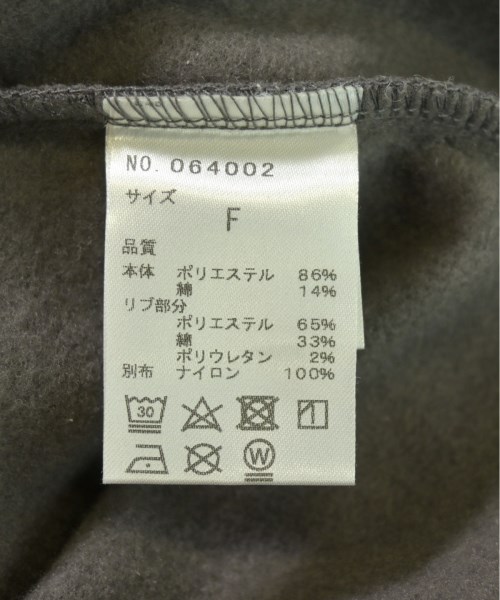 NO. 064002
サイズ
F
品質
本体 ポリエステル 86%
綿 14%
リブ部分
ポリエステル 65%
綿 33%
ポリウレタン 2%
別布 ナイロン 100%
30
W